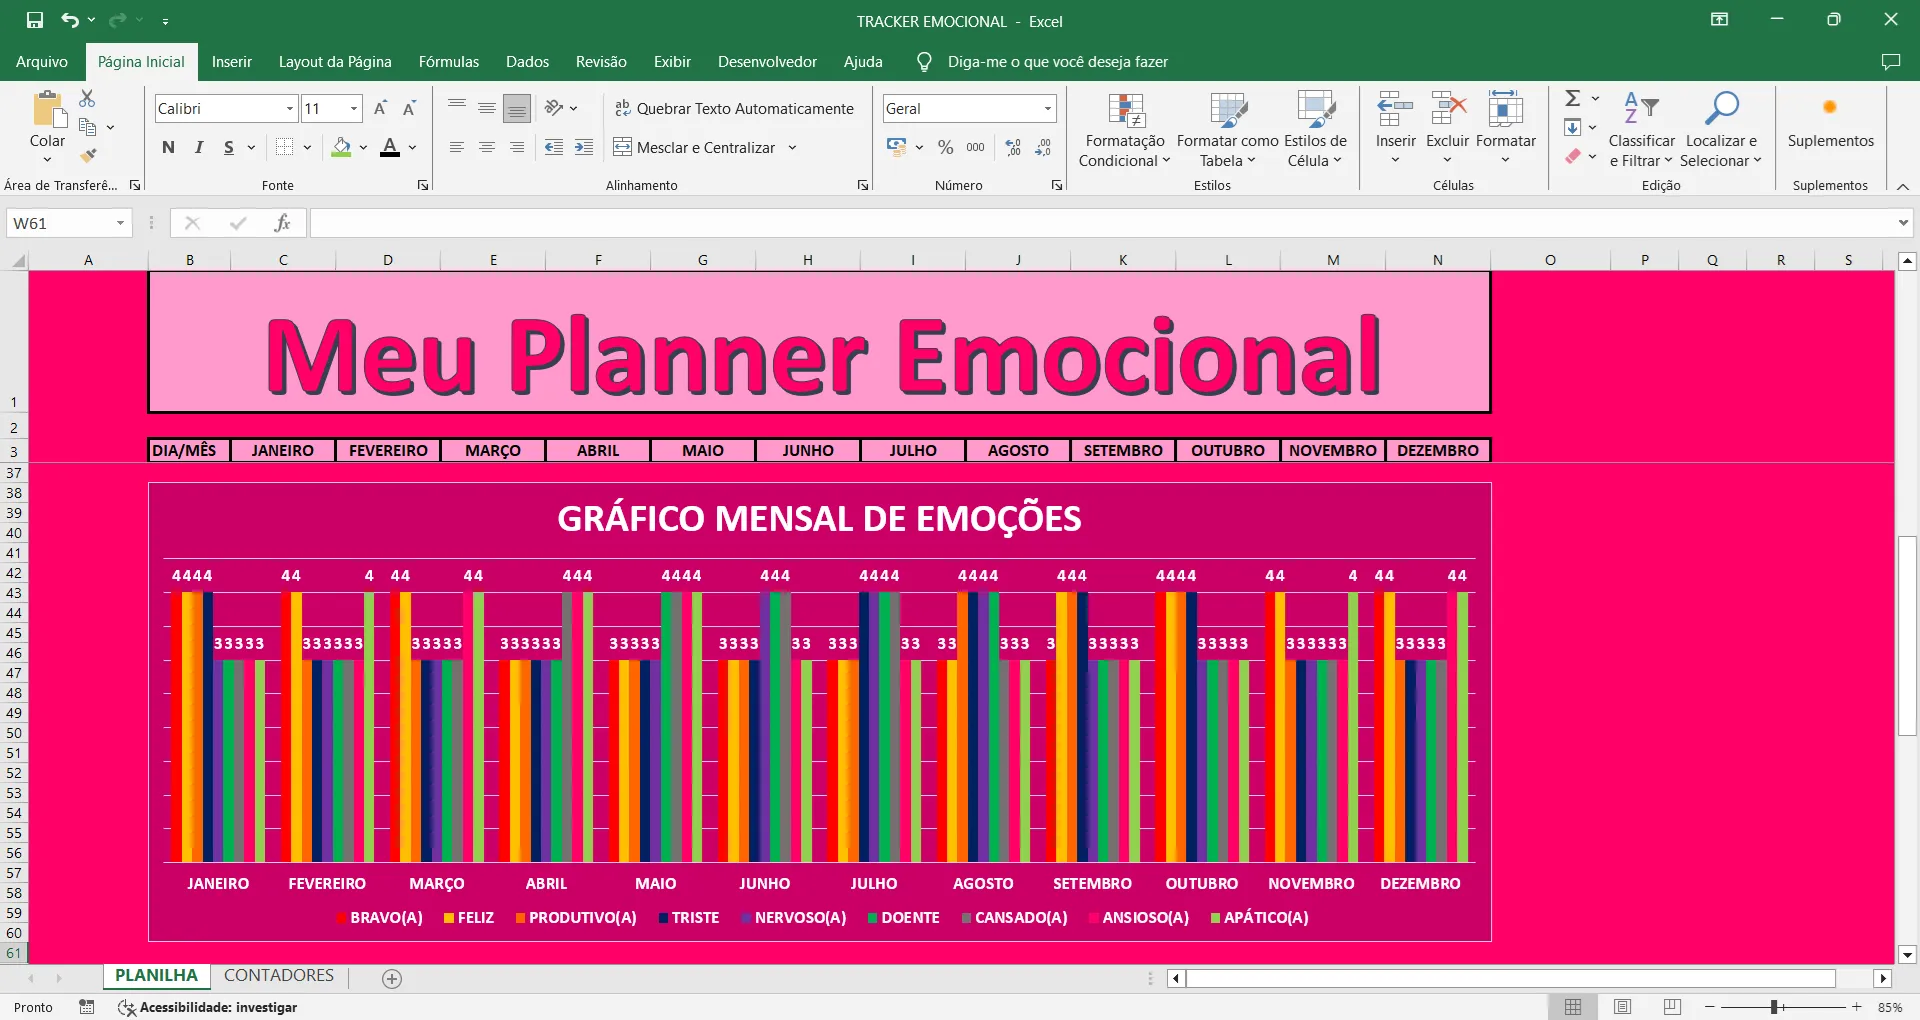 TRACKER EMOCIONAL - Excel
Arquivo Página Inicial Inserir Layout da Página Fórmulas Dados Revisão Exibir Desenvolvedor Ajuda Diga-me o que você deseja fazer
Colar
Área de Transferê...
Calibri 11
N I S A
Fonte
Quebrar Texto Automaticamente
Mesclar e Centralizar
Alinhamento
Geral
% 000
Número
Formatação Condicional
Formatar como Tabela
Estilos de Célula
Estilos
Inserir Excluir Formatar
Células
Classificar e Filtrar
Localizar e Selecionar
Edição
Suplementos
Suplementos
W61 fx
A B C D E F G H I J K L M N O P Q R S
Meu Planner Emocional
1
2
3 DIA/MÊS JANEIRO FEVEREIRO MARÇO ABRIL MAIO JUNHO JULHO AGOSTO SETEMBRO OUTUBRO NOVEMBRO DEZEMBRO
37
38
39
40
41
42
43
44
45
46
47
48
49
50
51
52
53
54
55
56
57
58
59
60
61
GRÁFICO MENSAL DE EMOÇÕES
4444 44 4 44 44 444 4444 444 4444 4444 444 4444 44 4 44 44
33333 333333 33333 333333 33333 3333 33 333 33 33 333 3 33333 33333 333333 33333
JANEIRO FEVEREIRO MARÇO ABRIL MAIO JUNHO JULHO AGOSTO SETEMBRO OUTUBRO NOVEMBRO DEZEMBRO
BRAVO(A) FELIZ PRODUTIVO(A) TRISTE NERVOSO(A) DOENTE CANSADO(A) ANSIOSO(A) APÁTICO(A)
PLANILHA CONTADORES
Pronto Acessibilidade: investigar 85%